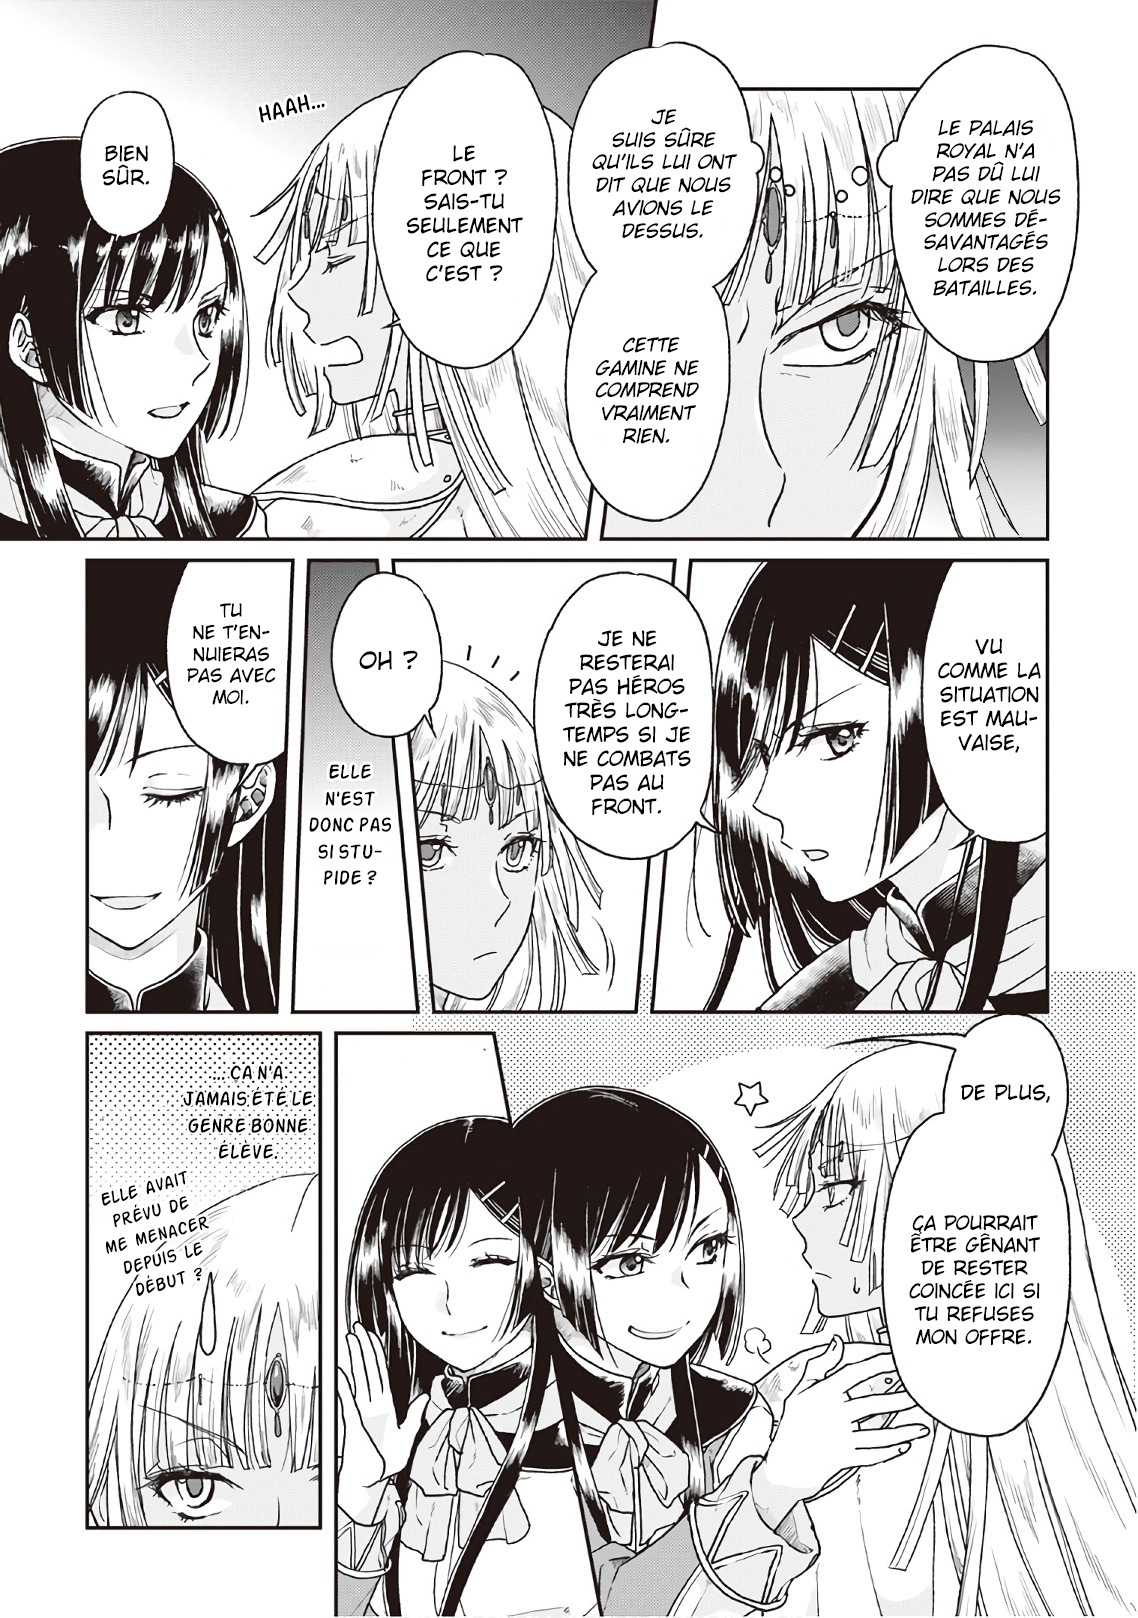 LE PALAIS
ROYAL N'A
PAS DÛ LUI
DIRE QUE NOUS
SOMMES DÉ-
SAVANTAGÉS
LORS DES
BATAILLES.
JE
SUIS SÛRE
QU'ILS LUI ONT
DIT QUE NOUS
AVIONS LE
DESSUS.
CETTE
GAMINE NE
COMPREND
VRAIMENT
RIEN.
HAAH...
LE
FRONT ?
SAIS-TU
SEULEMENT
CE QUE
C'EST ?
BIEN
SÛR.
VU
COMME LA
SITUATION
EST MAU-
VAISE,
JE NE
RESTERAI
PAS HÉROS
TRÈS LONG-
TEMPS SI JE
NE COMBATS
PAS AU
FRONT.
OH ?
ELLE
N'EST
DONC PAS
SI STU-
PIDE ?
TU
NE T'EN-
NUIERAS
PAS AVEC
MOI.
DE PLUS,
ÇA POURRAIT
ÊTRE GÊNANT
DE RESTER
COINCÉE ICI SI
TU REFUSES
MON OFFRE.
... ÇA N'A
JAMAIS ÉTÉ LE
GENRE BONNE
ÉLÈVE.
ELLE AVAIT
PRÉVU DE
ME MENACER
DEPUIS LE
DÉBUT ?